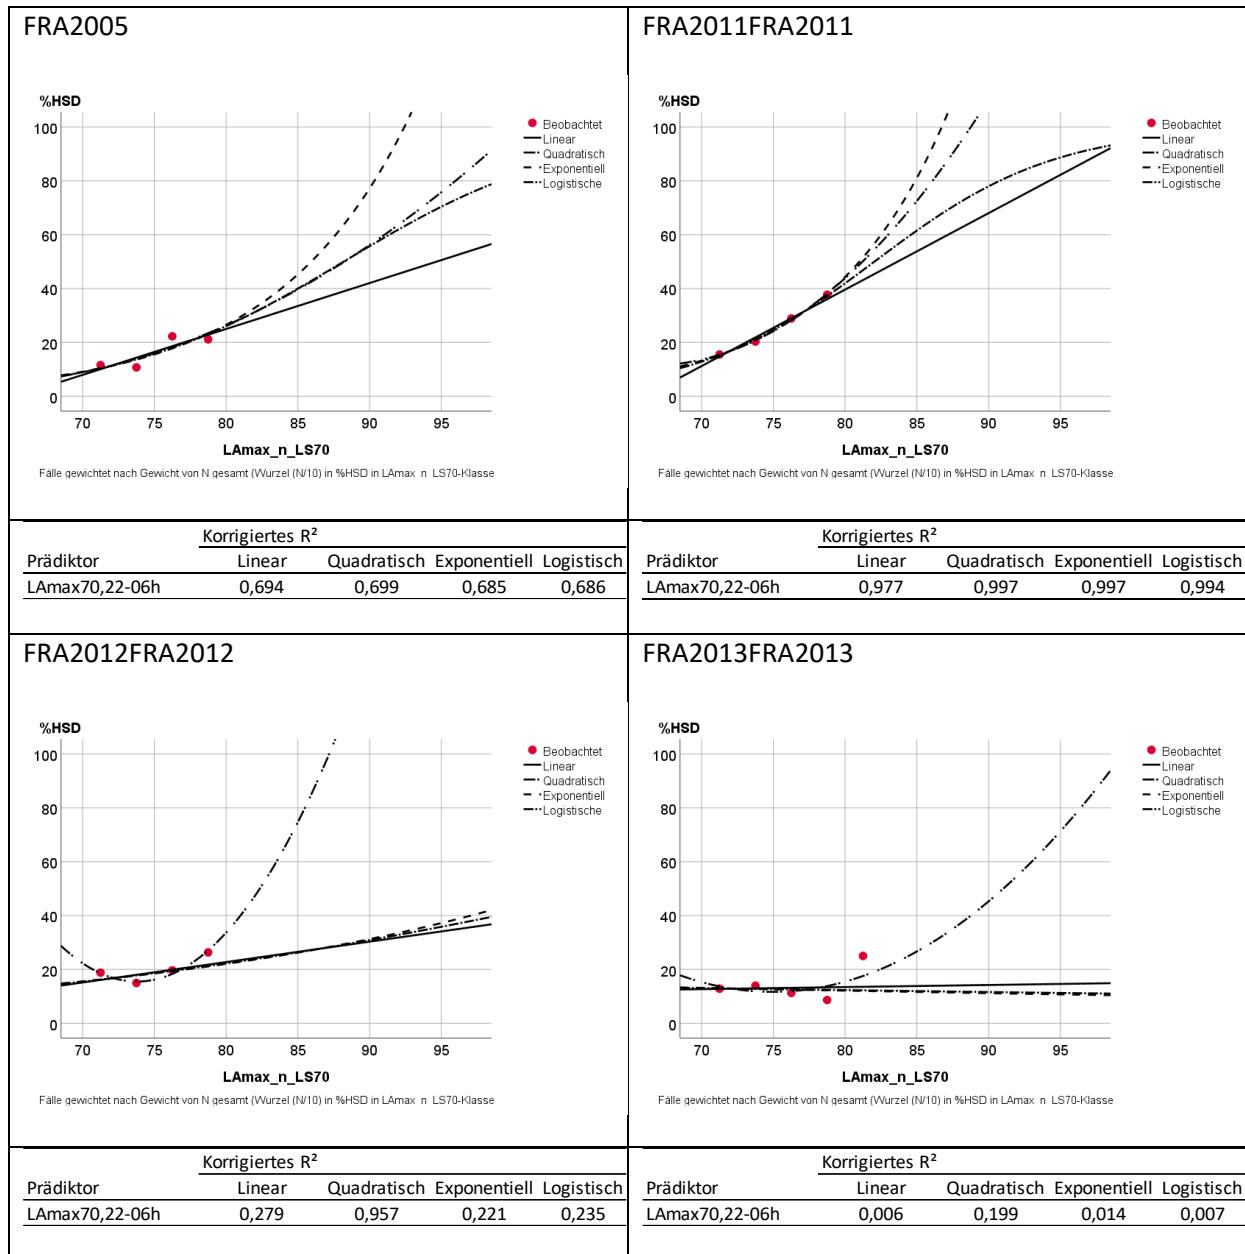 FRA2005
%HSD
100
80
60
40
20
0
70 75 80 85 90 95
LAmax_n_LS70
Beobachtet
Linear
Quadratisch
Exponentiell
Logistische
Fälle gewichtet nach Gewicht von N gesamt (Wurzel (N/10) in %HSD in LAmax_n_LS70-Klasse
Korrigiertes R²
Prädiktor Linear Quadratisch Exponentiell Logistisch
LAmax70,22-06h 0,694 0,699 0,685 0,686
FRA2011FRA2011
%HSD
100
80
60
40
20
0
70 75 80 85 90 95
LAmax_n_LS70
Beobachtet
Linear
Quadratisch
Exponentiell
Logistische
Fälle gewichtet nach Gewicht von N gesamt (Wurzel (N/10) in %HSD in LAmax_n_LS70-Klasse
Korrigiertes R²
Prädiktor Linear Quadratisch Exponentiell Logistisch
LAmax70,22-06h 0,977 0,997 0,997 0,994
FRA2012FRA2012
%HSD
100
80
60
40
20
0
70 75 80 85 90 95
LAmax_n_LS70
Beobachtet
Linear
Quadratisch
Exponentiell
Logistische
Fälle gewichtet nach Gewicht von N gesamt (Wurzel (N/10) in %HSD in LAmax_n_LS70-Klasse
Korrigiertes R²
Prädiktor Linear Quadratisch Exponentiell Logistisch
LAmax70,22-06h 0,279 0,957 0,221 0,235
FRA2013FRA2013
%HSD
100
80
60
40
20
0
70 75 80 85 90 95
LAmax_n_LS70
Beobachtet
Linear
Quadratisch
Exponentiell
Logistische
Fälle gewichtet nach Gewicht von N gesamt (Wurzel (N/10) in %HSD in LAmax_n_LS70-Klasse
Korrigiertes R²
Prädiktor Linear Quadratisch Exponentiell Logistisch
LAmax70,22-06h 0,006 0,199 0,014 0,007